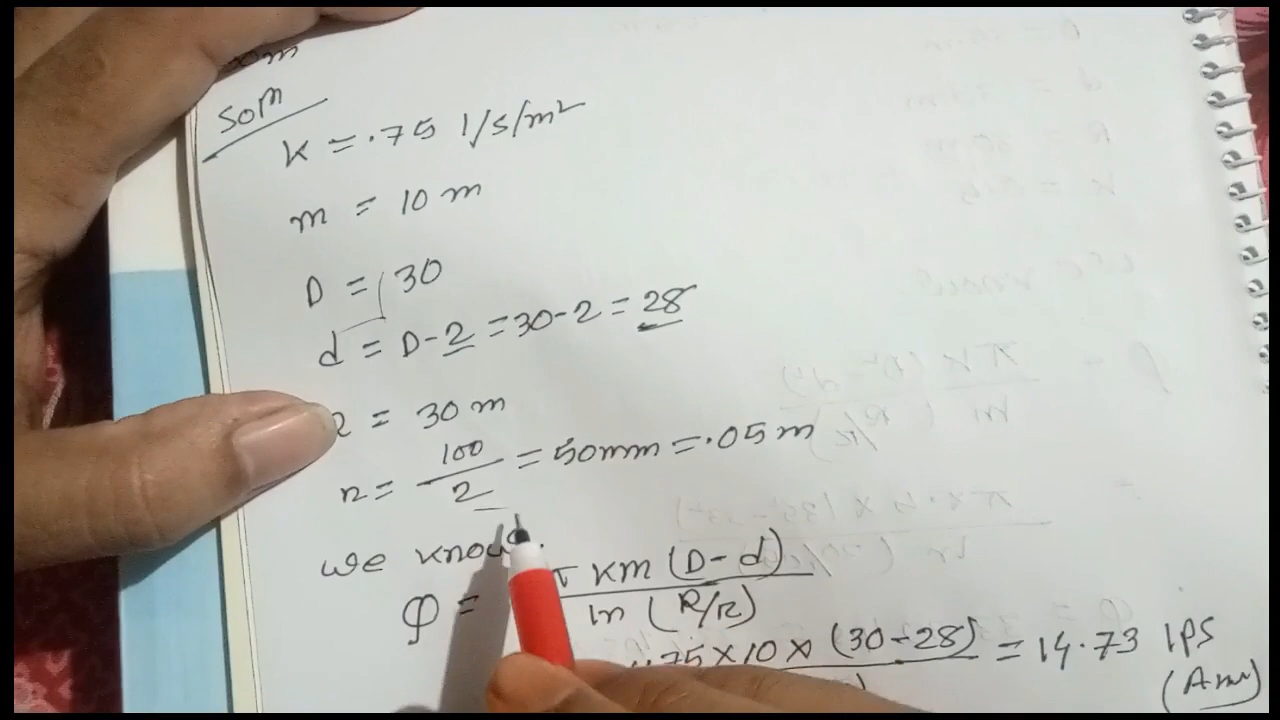 Soln
K = .75 l/s/m²
m = 10 m
D = 30
d = D - 2 = 30 - 2 = 28
R = 30 m
r = 100/2 = 50mm = .05 m
We know.
Q = π KM (D - d) / ln (R/r)
.75 × 10 × (30 - 28) = 14.73 lps
(Ans)